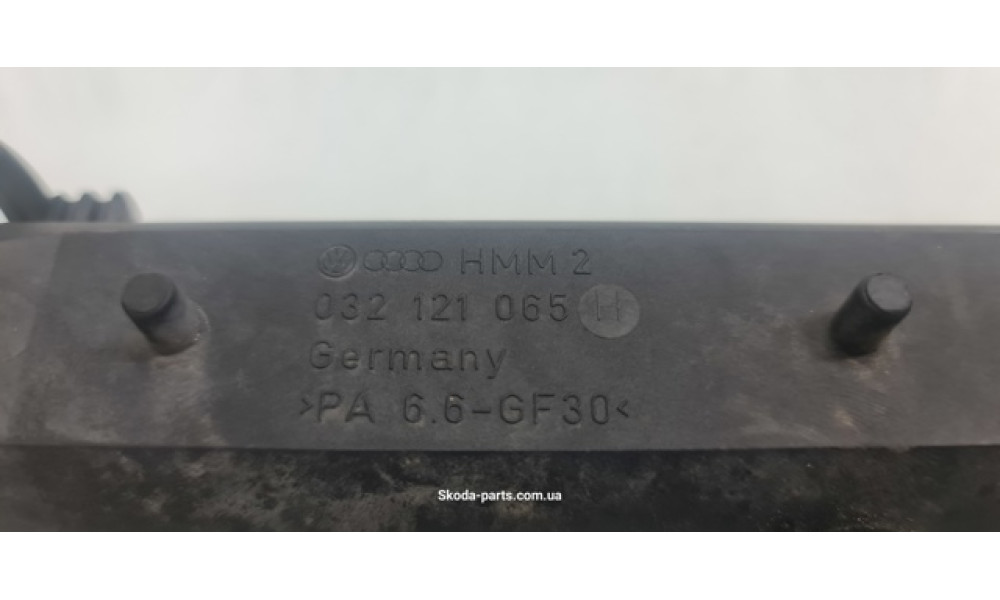 HMM 2
032 121 065 H
Germany
>PA 6.6-GF30<
Skoda-parts.com.ua